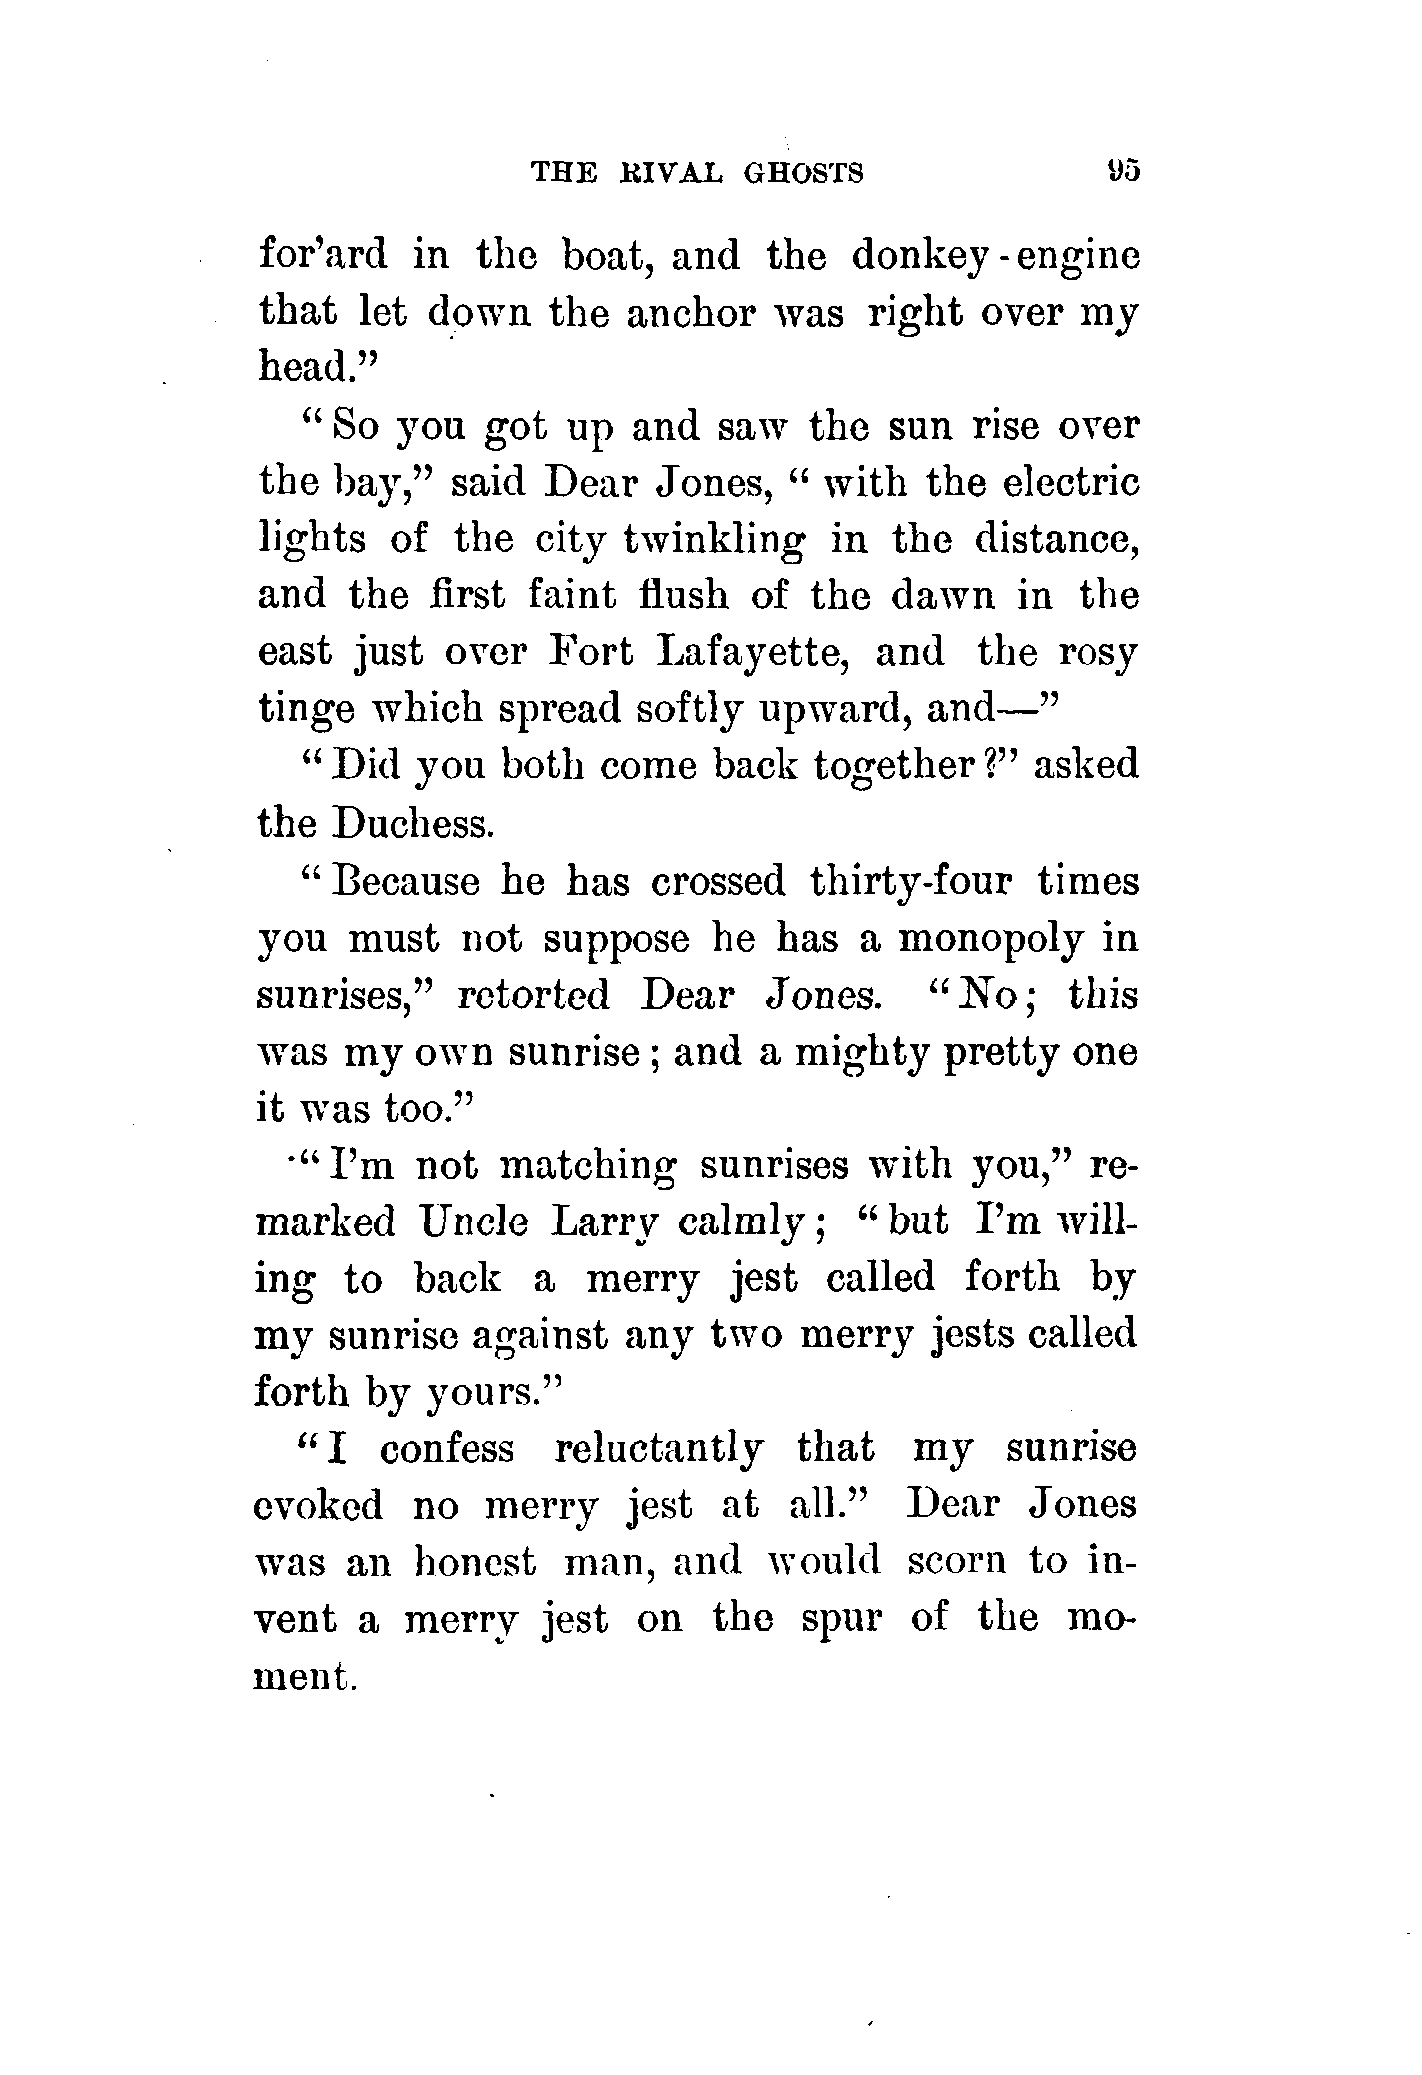 THE RIVAL GHOSTS 95
for’ard in the boat, and the donkey-engine
that let down the anchor was right over my
head.”
“So you got up and saw the sun rise over
the bay,” said Dear Jones, “with the electric
lights of the city twinkling in the distance,
and the first faint flush of the dawn in the
east just over Fort Lafayette, and the rosy
tinge which spread softly upward, and—”
“Did you both come back together?” asked
the Duchess.
“Because he has crossed thirty-four times
you must not suppose he has a monopoly in
sunrises,” retorted Dear Jones. “No; this
was my own sunrise; and a mighty pretty one
it was too.”
“I’m not matching sunrises with you,” re-
marked Uncle Larry calmly; “but I’m will-
ing to back a merry jest called forth by
my sunrise against any two merry jests called
forth by yours.”
“I confess reluctantly that my sunrise
evoked no merry jest at all.” Dear Jones
was an honest man, and would scorn to in-
vent a merry jest on the spur of the mo-
ment.